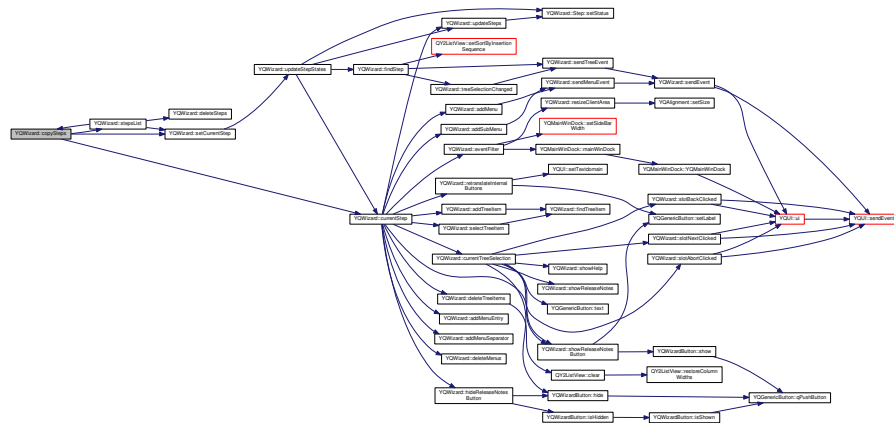 YQWizard::copySteps
YQWizard::stepsList
YQWizard::deleteSteps
YQWizard::setCurrentStep
YQWizard::updateStepStates
YQWizard::currentStep
YQWizard::updateSteps
QY2ListView::setSortByInsertion
Sequence
YQWizard::findStep
YQWizard::treeSelectionChanged
YQWizard::addMenu
YQWizard::addSubMenu
YQWizard::eventFilter
YQWizard::retranslateInternal
Buttons
YQWizard::addTreeItem
YQWizard::selectTreeItem
YQWizard::currentTreeSelection
YQWizard::deleteTreeItems
YQWizard::addMenuEntry
YQWizard::addMenuSeparator
YQWizard::deleteMenus
YQWizard::hideReleaseNotes
Button
YQWizard::Step::setStatus
YQWizard::sendTreeEvent
YQWizard::sendMenuEvent
YQWizard::resizeClientArea
YQMainWinDock::setSideBar
Width
YQMainWinDock::mainWinDock
YQUI::setTextdomain
YQWizard::findTreeItem
YQWizard::showHelp
YQWizard::showReleaseNotes
YQGenericButton::text
YQWizard::showReleaseNotes
Button
QY2ListView::clear
YQWizardButton::hide
YQWizardButton::isHidden
YQWizard::sendEvent
YQAlignment::setSize
YQMainWinDock::YQMainWinDock
YQWizard::slotBackClicked
YQGenericButton::setLabel
YQWizard::slotNextClicked
YQWizard::slotAbortClicked
YQWizardButton::show
QY2ListView::restoreColumn
Widths
YQWizardButton::isShown
YQUI::ui
YQGenericButton::qPushButton
YQUI::sendEvent